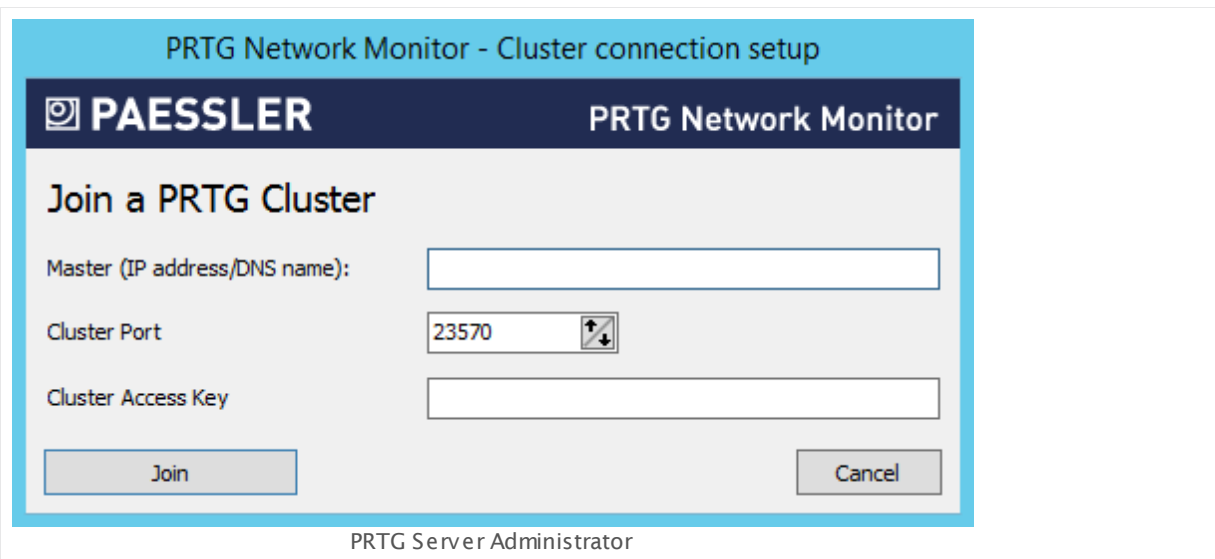 PRTG Network Monitor - Cluster connection setup
PAESSLER PRTG Network Monitor
Join a PRTG Cluster
Master (IP address/DNS name):
Cluster Port 23570
Cluster Access Key
Join Cancel
PRTG Server Administrator